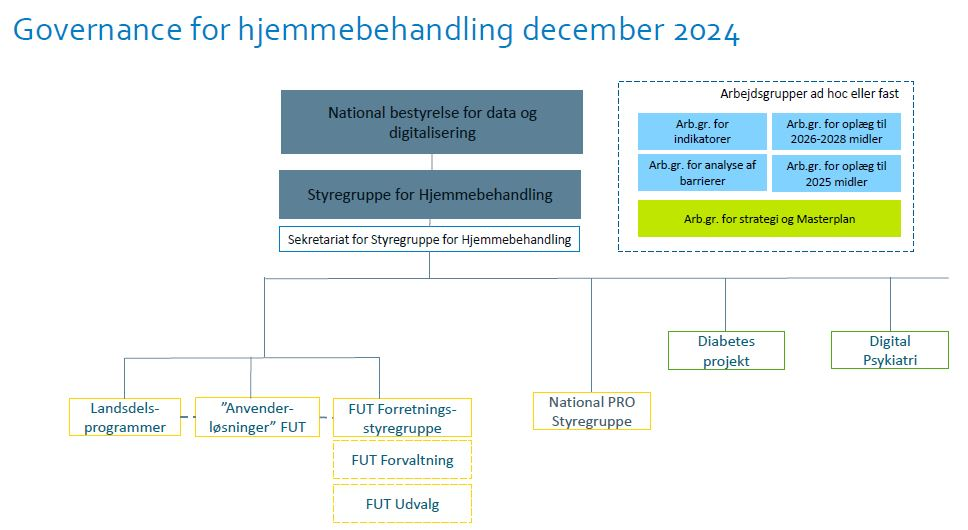 Governance for hjemmebehandling december 2024
National bestyrelse for data og
digitalisering
Styregruppe for Hjemmebehandling
Sekretariat for Styregruppe for Hjemmebehandling
Arbejdsgrupper ad hoc eller fast
Arb.gr. for
indikatorer
Arb.gr. for oplæg til
2026-2028 midler
Arb.gr. for analyse af
barrierer
Arb.gr. for oplæg til
2025 midler
Arb.gr. for strategi og Masterplan
Diabetes
projekt
Digital
Psykiatri
Landsdels-
programmer
”Anvender-
løsninger” FUT
FUT Forretnings-
styregruppe
FUT Forvaltning
FUT Udvalg
National PRO
Styregruppe